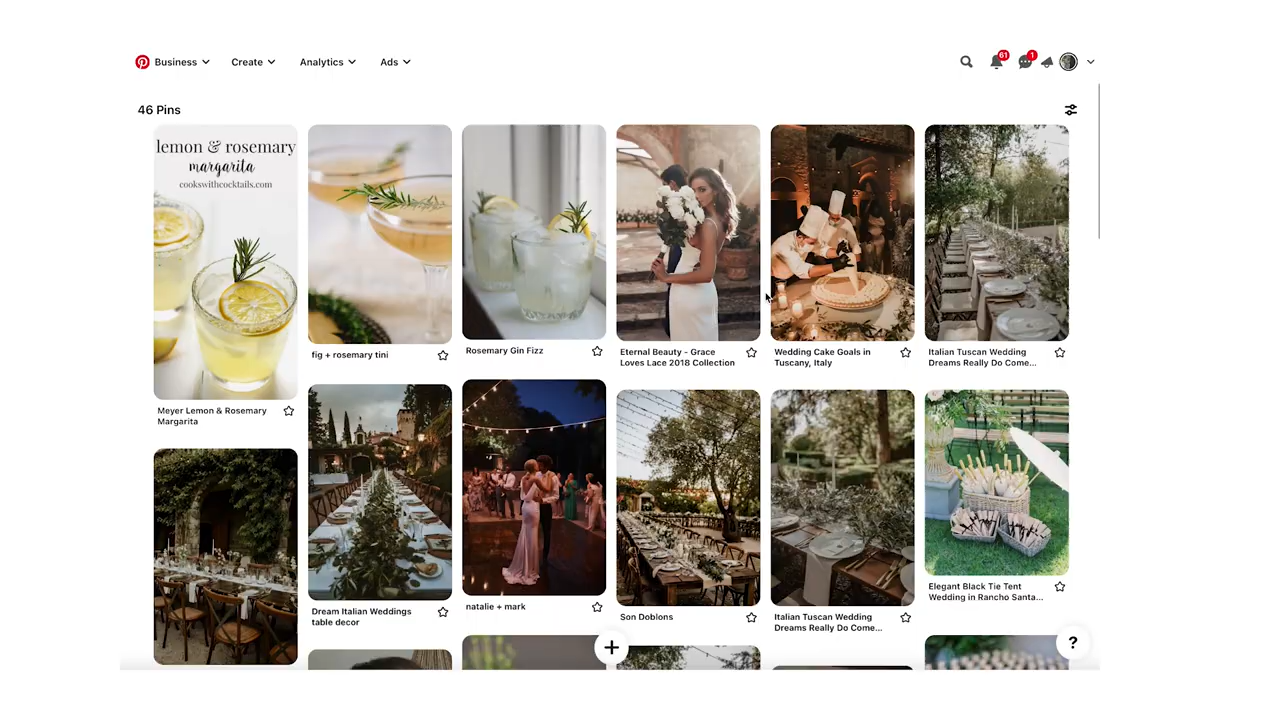 Business
Create
Analytics
Ads
61
1
46 Pins
lemon & rosemary
margarita
cookswithcocktails.com
fig + rosemary tini
Rosemary Gin Fizz
Eternal Beauty - Grace
Loves Lace 2018 Collection
Wedding Cake Goals in
Tuscany, Italy
Italian Tuscan Wedding
Dreams Really Do Come...
Meyer Lemon & Rosemary
Margarita
Dream Italian Weddings
table decor
natalie + mark
Son Doblons
Italian Tuscan Wedding
Dreams Really Do Come...
Elegant Black Tie Tent
Wedding in Rancho Santa...
+
?